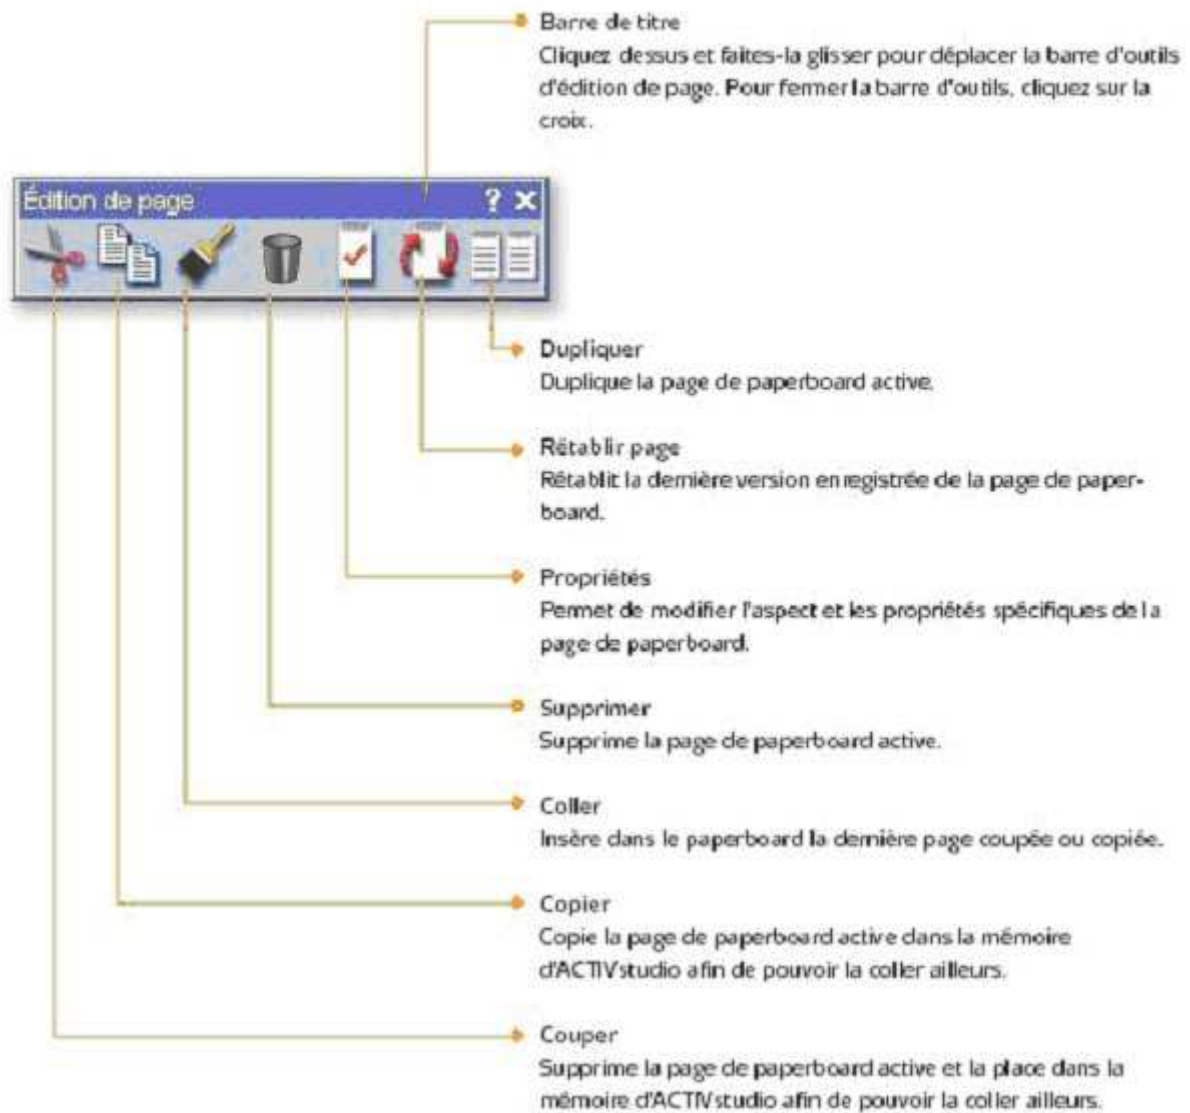 Barre de titre
Cliquez dessus et faites-la glisser pour déplacer la barre d'outils
d'édition de page. Pour fermer la barre d'outils, cliquez sur la
croix.
Édition de page ? ×
Dupliquer
Duplique la page de paperboard active.
Rétablir page
Rétablit la dernière version enregistrée de la page de paper-
board.
Propriétés
Permet de modifier l'aspect et les propriétés spécifiques de la
page de paperboard.
Supprimer
Supprime la page de paperboard active.
Coller
Insère dans le paperboard la dernière page coupée ou copiée.
Copier
Copie la page de paperboard active dans la mémoire
d'ACTIVstudio afin de pouvoir la coller ailleurs.
Couper
Supprime la page de paperboard active et la place dans la
mémoire d'ACTIVstudio afin de pouvoir la coller ailleurs.